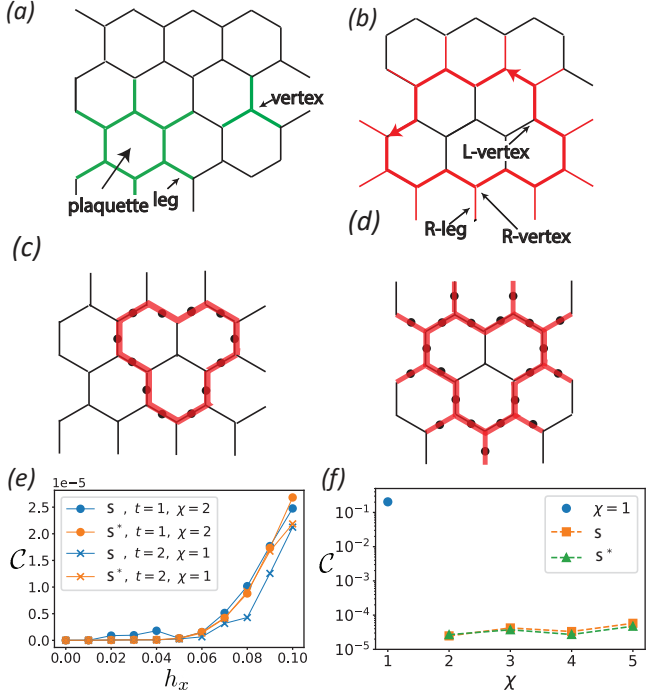 (a)
vertex
plaquette
leg
(b)
L-vertex
R-leg
R-vertex
(c)
(d)
(e)
1e-5
s , t = 1, χ = 2
s*, t = 1, χ = 2
s , t = 2, χ = 1
s*, t = 2, χ = 1
2.5
2.0
1.5
1.0
0.5
0.0
C
0.00 0.02 0.04 0.06 0.08 0.10
h_x
(f)
χ = 1
s
s*
10⁻¹
10⁻²
10⁻³
10⁻⁴
10⁻⁵
C
1 2 3 4 5
χ